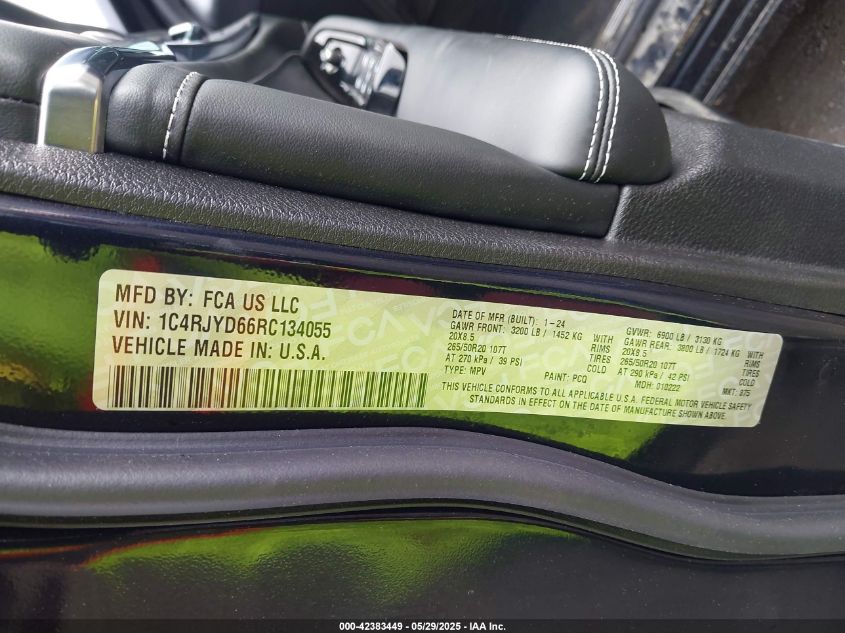 MFD BY: FCA US LLC
VIN: 1C4RJYD66RC134055
VEHICLE MADE IN: U.S.A.
DATE OF MFR (BUILT): 1-24
GAWR FRONT: 3200 LB / 1452 KG WITH
20X8.5 RIMS
265/50R20 107T TIRES
AT 270 kPa / 39 PSI COLD
TYPE: MPV PAINT: PCQ
GVWR: 6900 LB / 3130 KG
GAWR REAR: 3800 LB / 1724 KG WITH
20X8.5 RIMS
265/50R20 107T TIRES
AT 290 kPa / 42 PSI COLD
MDH: 010222 MKT: 875
THIS VEHICLE CONFORMS TO ALL APPLICABLE U.S.A. FEDERAL MOTOR VEHICLE SAFETY
STANDARDS IN EFFECT ON THE DATE OF MANUFACTURE SHOWN ABOVE.
000-42383449 - 05/29/2025 - IAA Inc.